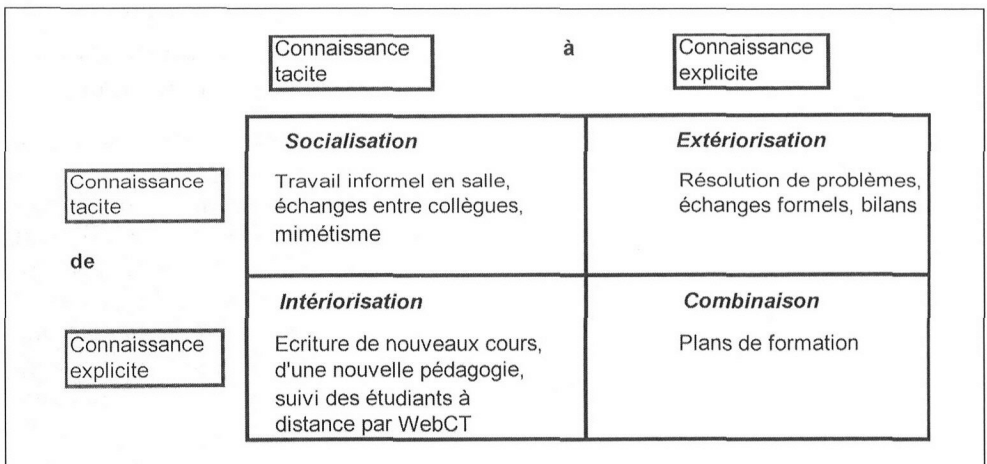 Connaissance
tacite
à
Connaissance
explicite
Connaissance
tacite
de
Connaissance
explicite
Socialisation
Travail informel en salle,
échanges entre collègues,
mimétisme
Extériorisation
Résolution de problèmes,
échanges formels, bilans
Intériorisation
Ecriture de nouveaux cours,
d'une nouvelle pédagogie,
suivi des étudiants à
distance par WebCT
Combinaison
Plans de formation